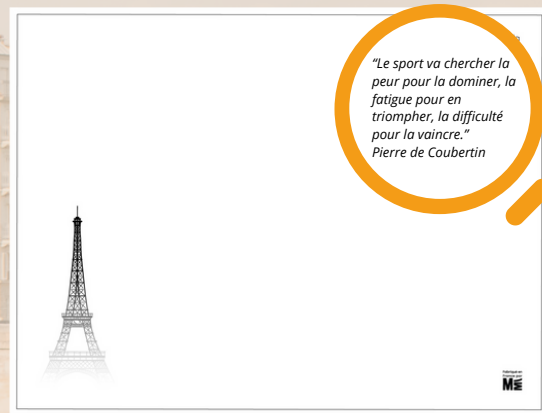 “Le sport va chercher la
peur pour la dominer, la
fatigue pour en
triompher, la difficulté
pour la vaincre.”
Pierre de Coubertin